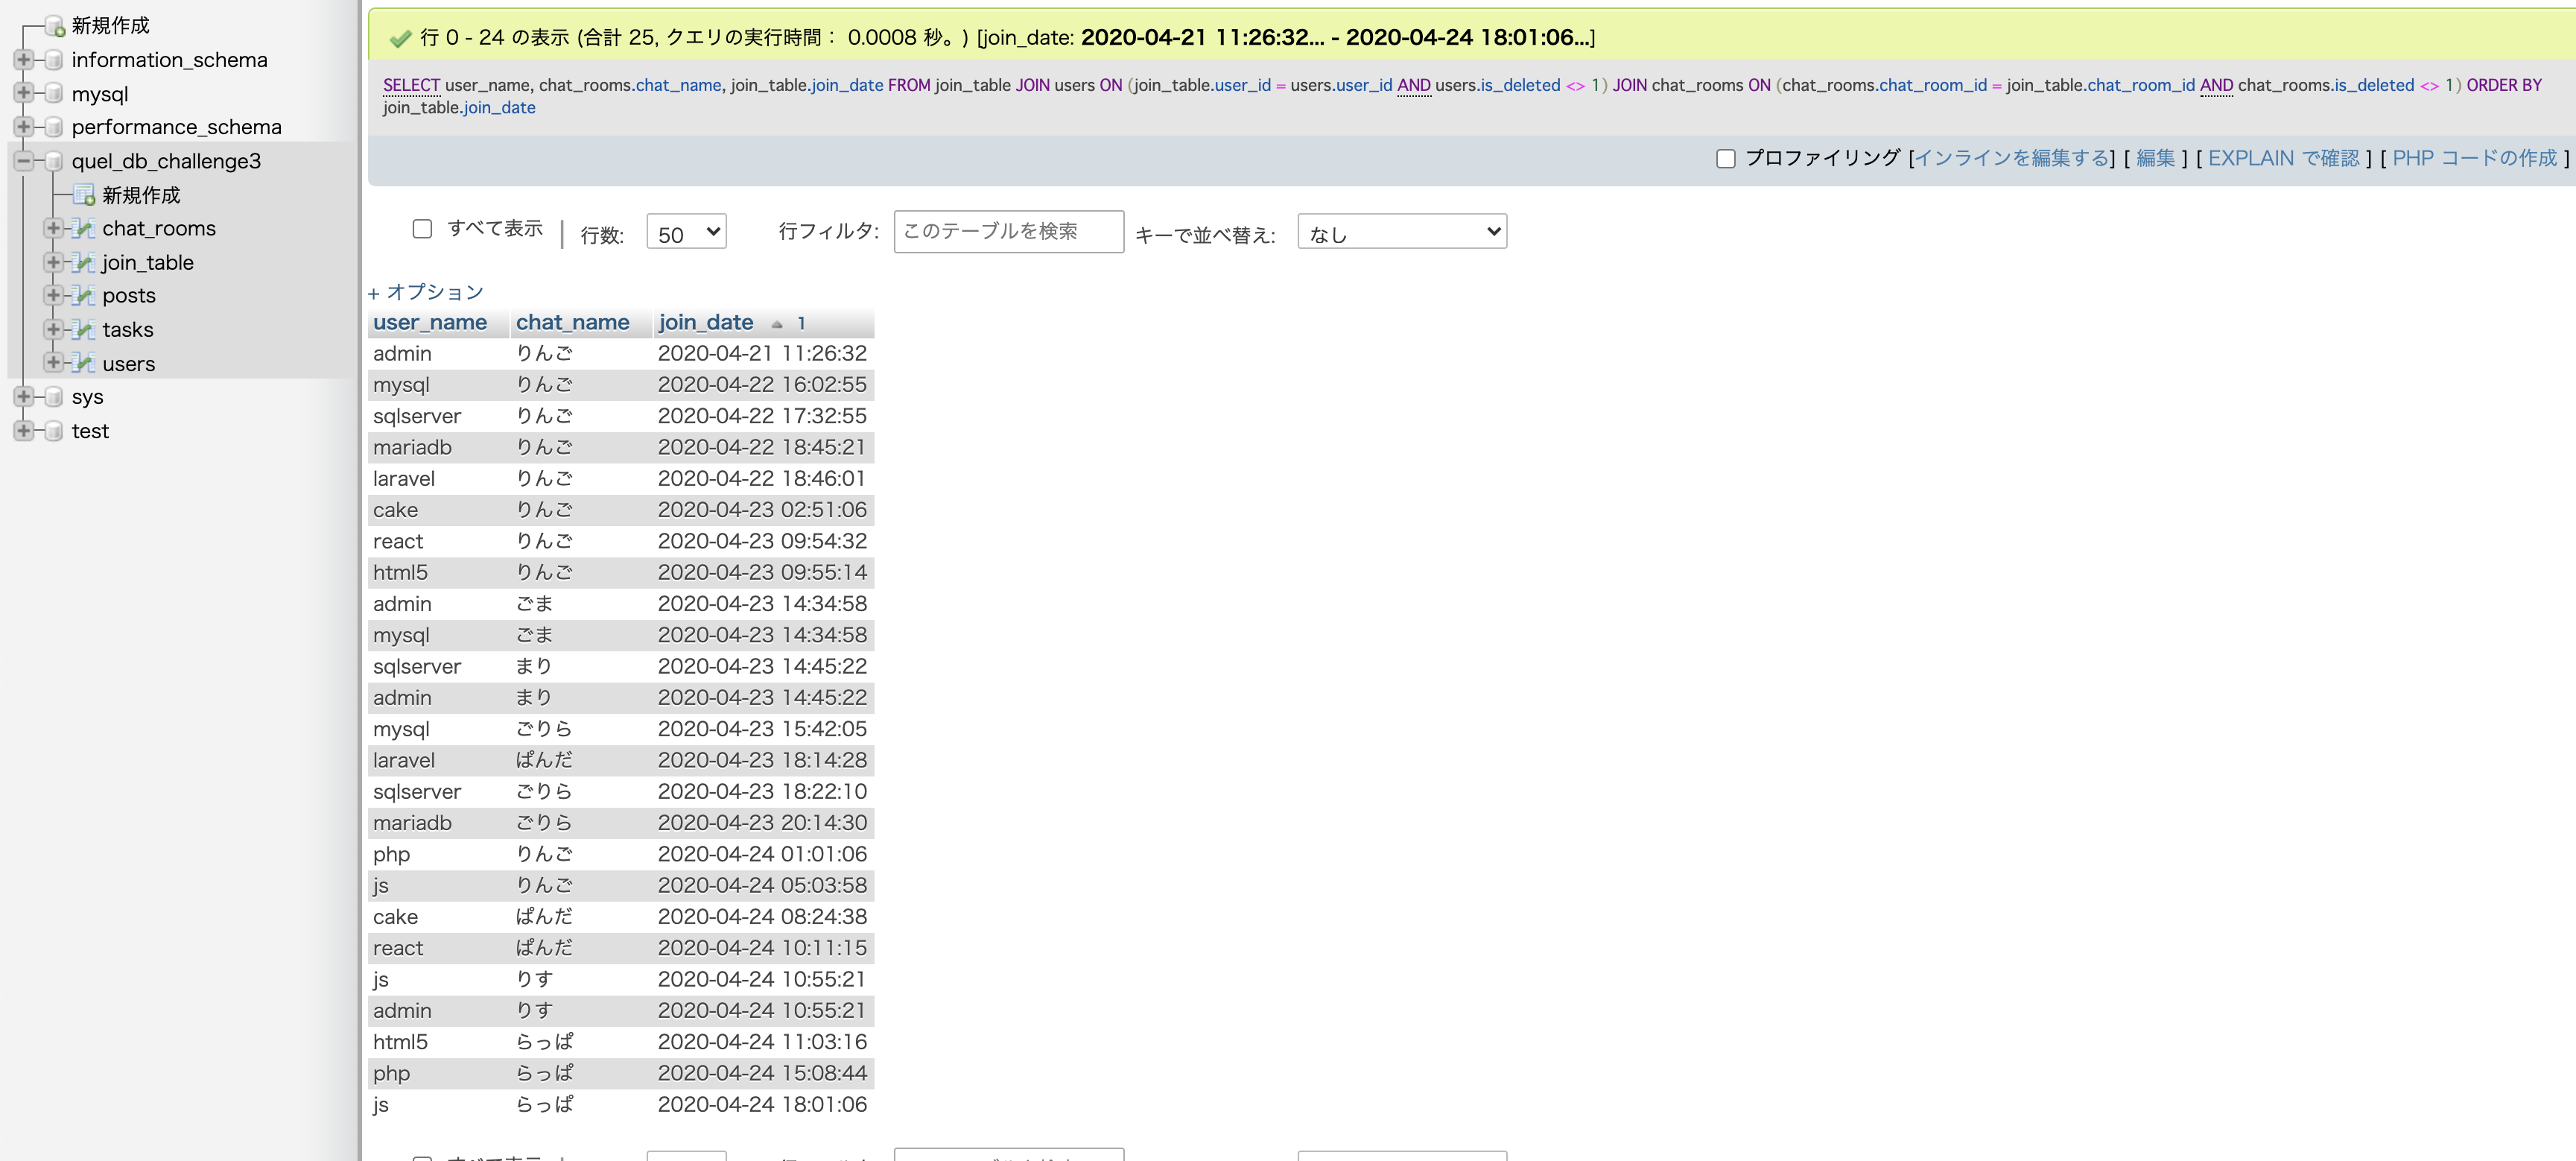 新規作成
information_schema
mysql
performance_schema
quel_db_challenge3
新規作成
chat_rooms
join_table
posts
tasks
users
sys
test
行 0 - 24 の表示 (合計 25, クエリの実行時間： 0.0008 秒。) [join_date: 2020-04-21 11:26:32... - 2020-04-24 18:01:06...]
SELECT user_name, chat_rooms.chat_name, join_table.join_date FROM join_table JOIN users ON (join_table.user_id = users.user_id AND users.is_deleted <> 1) JOIN chat_rooms ON (chat_rooms.chat_room_id = join_table.chat_room_id AND chat_rooms.is_deleted <> 1) ORDER BY
join_table.join_date
プロファイリング [インラインを編集する] [ 編集 ] [ EXPLAIN で確認 ] [ PHP コードの作成 ]
すべて表示 | 行数: 50 行フィルタ: このテーブルを検索 キーで並べ替え: なし
+ オプション
user_name chat_name join_date 1
admin りんご 2020-04-21 11:26:32
mysql りんご 2020-04-22 16:02:55
sqlserver りんご 2020-04-22 17:32:55
mariadb りんご 2020-04-22 18:45:21
laravel りんご 2020-04-22 18:46:01
cake りんご 2020-04-23 02:51:06
react りんご 2020-04-23 09:54:32
html5 りんご 2020-04-23 09:55:14
admin ごま 2020-04-23 14:34:58
mysql ごま 2020-04-23 14:34:58
sqlserver まり 2020-04-23 14:45:22
admin まり 2020-04-23 14:45:22
mysql ごりら 2020-04-23 15:42:05
laravel ぱんだ 2020-04-23 18:14:28
sqlserver ごりら 2020-04-23 18:22:10
mariadb ごりら 2020-04-23 20:14:30
php りんご 2020-04-24 01:01:06
js りんご 2020-04-24 05:03:58
cake ぱんだ 2020-04-24 08:24:38
react ぱんだ 2020-04-24 10:11:15
js りす 2020-04-24 10:55:21
admin りす 2020-04-24 10:55:21
html5 らっぱ 2020-04-24 11:03:16
php らっぱ 2020-04-24 15:08:44
js らっぱ 2020-04-24 18:01:06